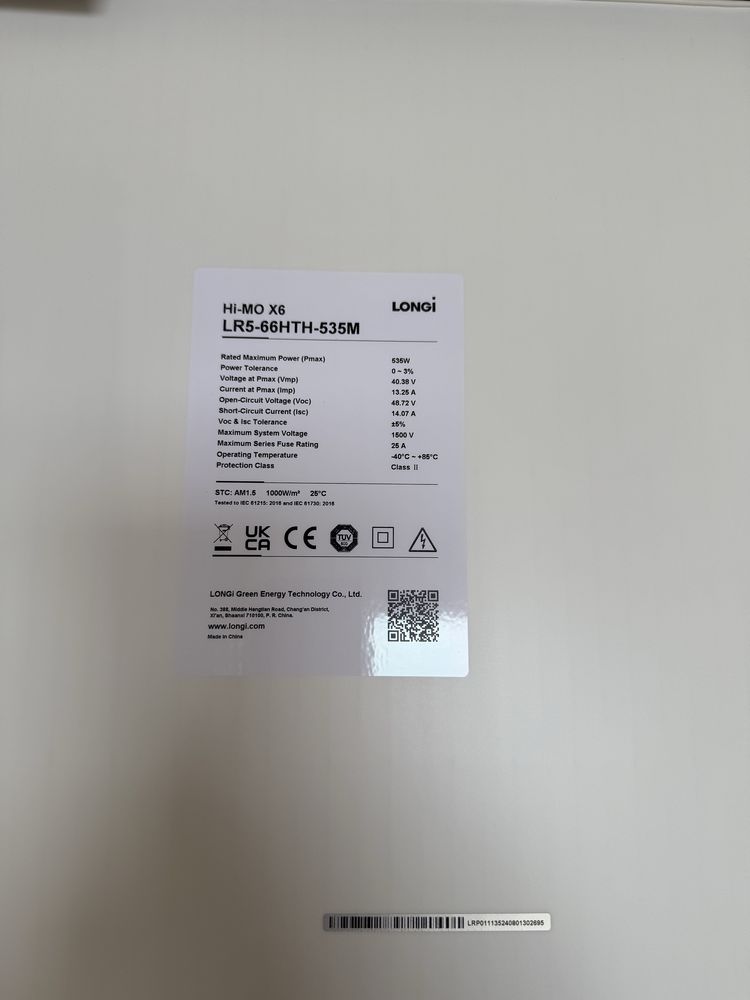 Hi-MO X6
LONGi
LR5-66HTH-535M
Rated Maximum Power (Pmax) 535W
Power Tolerance 0 ~ 3%
Voltage at Pmax (Vmp) 40.38 V
Current at Pmax (Imp) 13.25 A
Open-Circuit Voltage (Voc) 48.72 V
Short-Circuit Current (Isc) 14.07 A
Voc & Isc Tolerance ±5%
Maximum System Voltage 1500 V
Maximum Series Fuse Rating 25 A
Operating Temperature -40°C ~ +85°C
Protection Class Class II
STC: AM1.5 1000W/m² 25°C
Tested to IEC 61215: 2016 and IEC 61730: 2016
UK
CA
CE
TÜV
SÜD
LONGi Green Energy Technology Co., Ltd.
No. 388, Middle Hangtian Road, Chang'an District,
Xi'an, Shaanxi 710100, P. R. China.
www.longi.com
Made in China
LRP011135240801302695